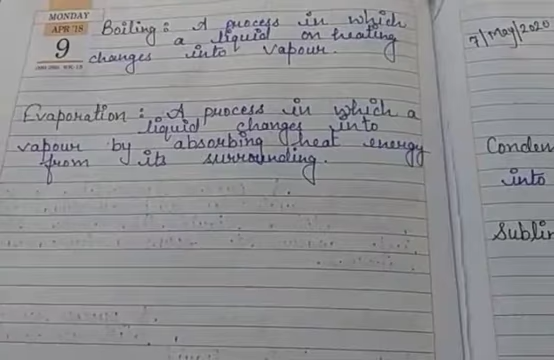 MONDAY
APR '18
9
Boiling : A process in which
a liquid on heating
changes into vapour.
Evaporation : A process in which a
liquid changes into
vapour by absorbing heat energy
from its surrounding.
7/May/2020
Conden
into
Sublim